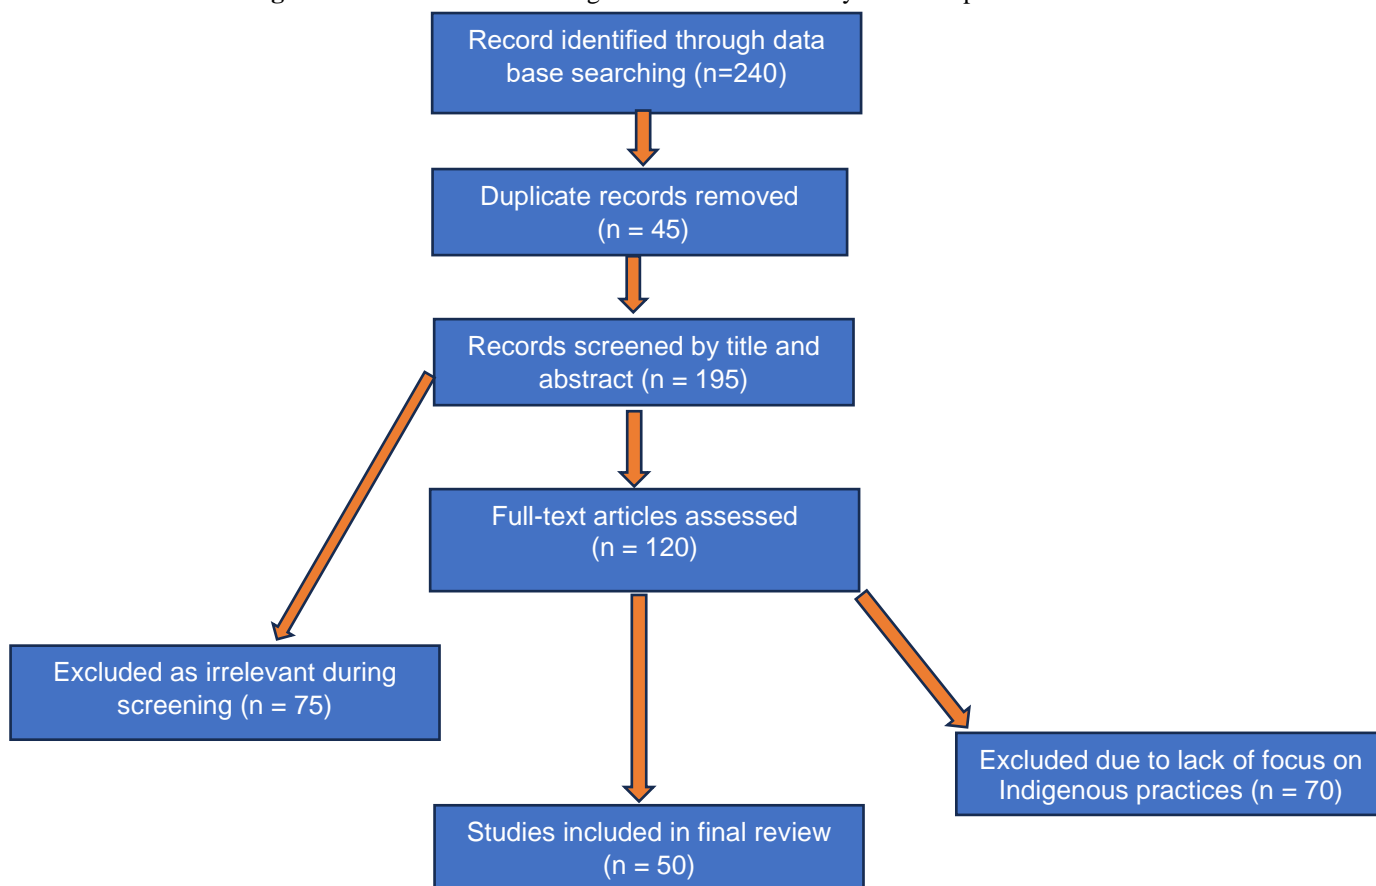 Record identified through data
base searching (n=240)
Duplicate records removed
(n = 45)
Records screened by title and
abstract (n = 195)
Full-text articles assessed
(n = 120)
Excluded as irrelevant during
screening (n = 75)
Excluded due to lack of focus on
Indigenous practices (n = 70)
Studies included in final review
(n = 50)